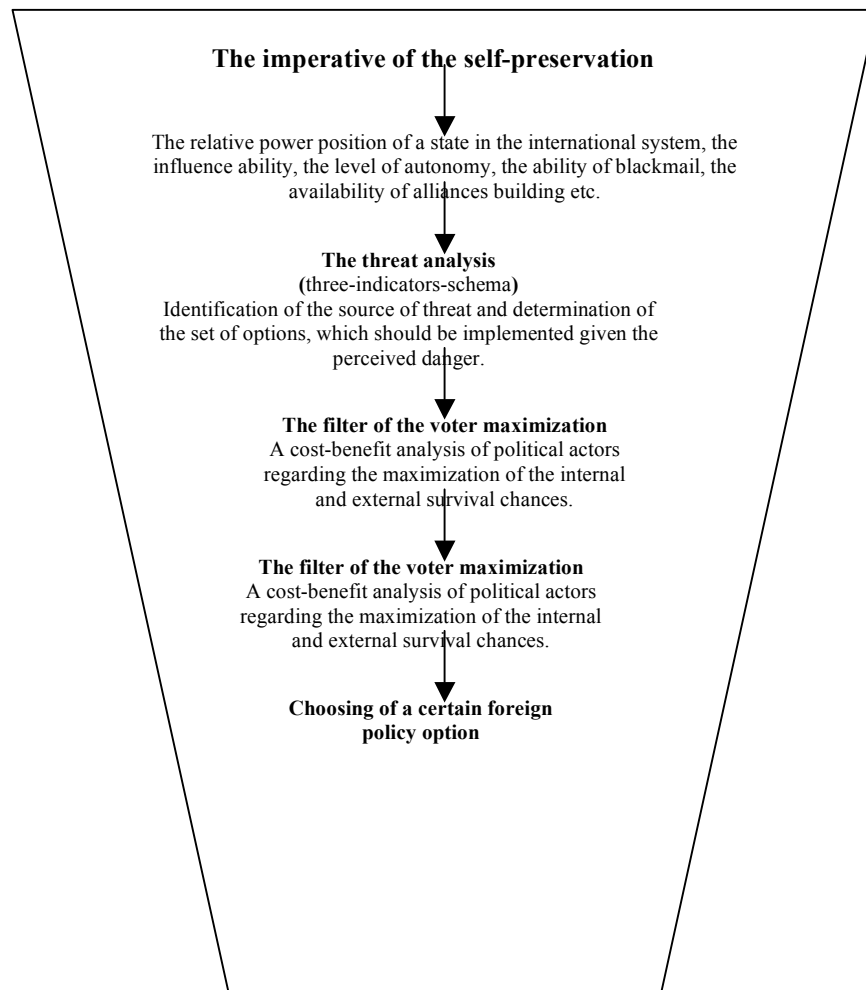 The imperative of the self-preservation
The relative power position of a state in the international system, the
influence ability, the level of autonomy, the ability of blackmail, the
availability of alliances building etc.
The threat analysis
(three-indicators-schema)
Identification of the source of threat and determination of
the set of options, which should be implemented given the
perceived danger.
The filter of the voter maximization
A cost-benefit analysis of political actors
regarding the maximization of the internal
and external survival chances.
The filter of the voter maximization
A cost-benefit analysis of political actors
regarding the maximization of the internal
and external survival chances.
Choosing of a certain foreign
policy option